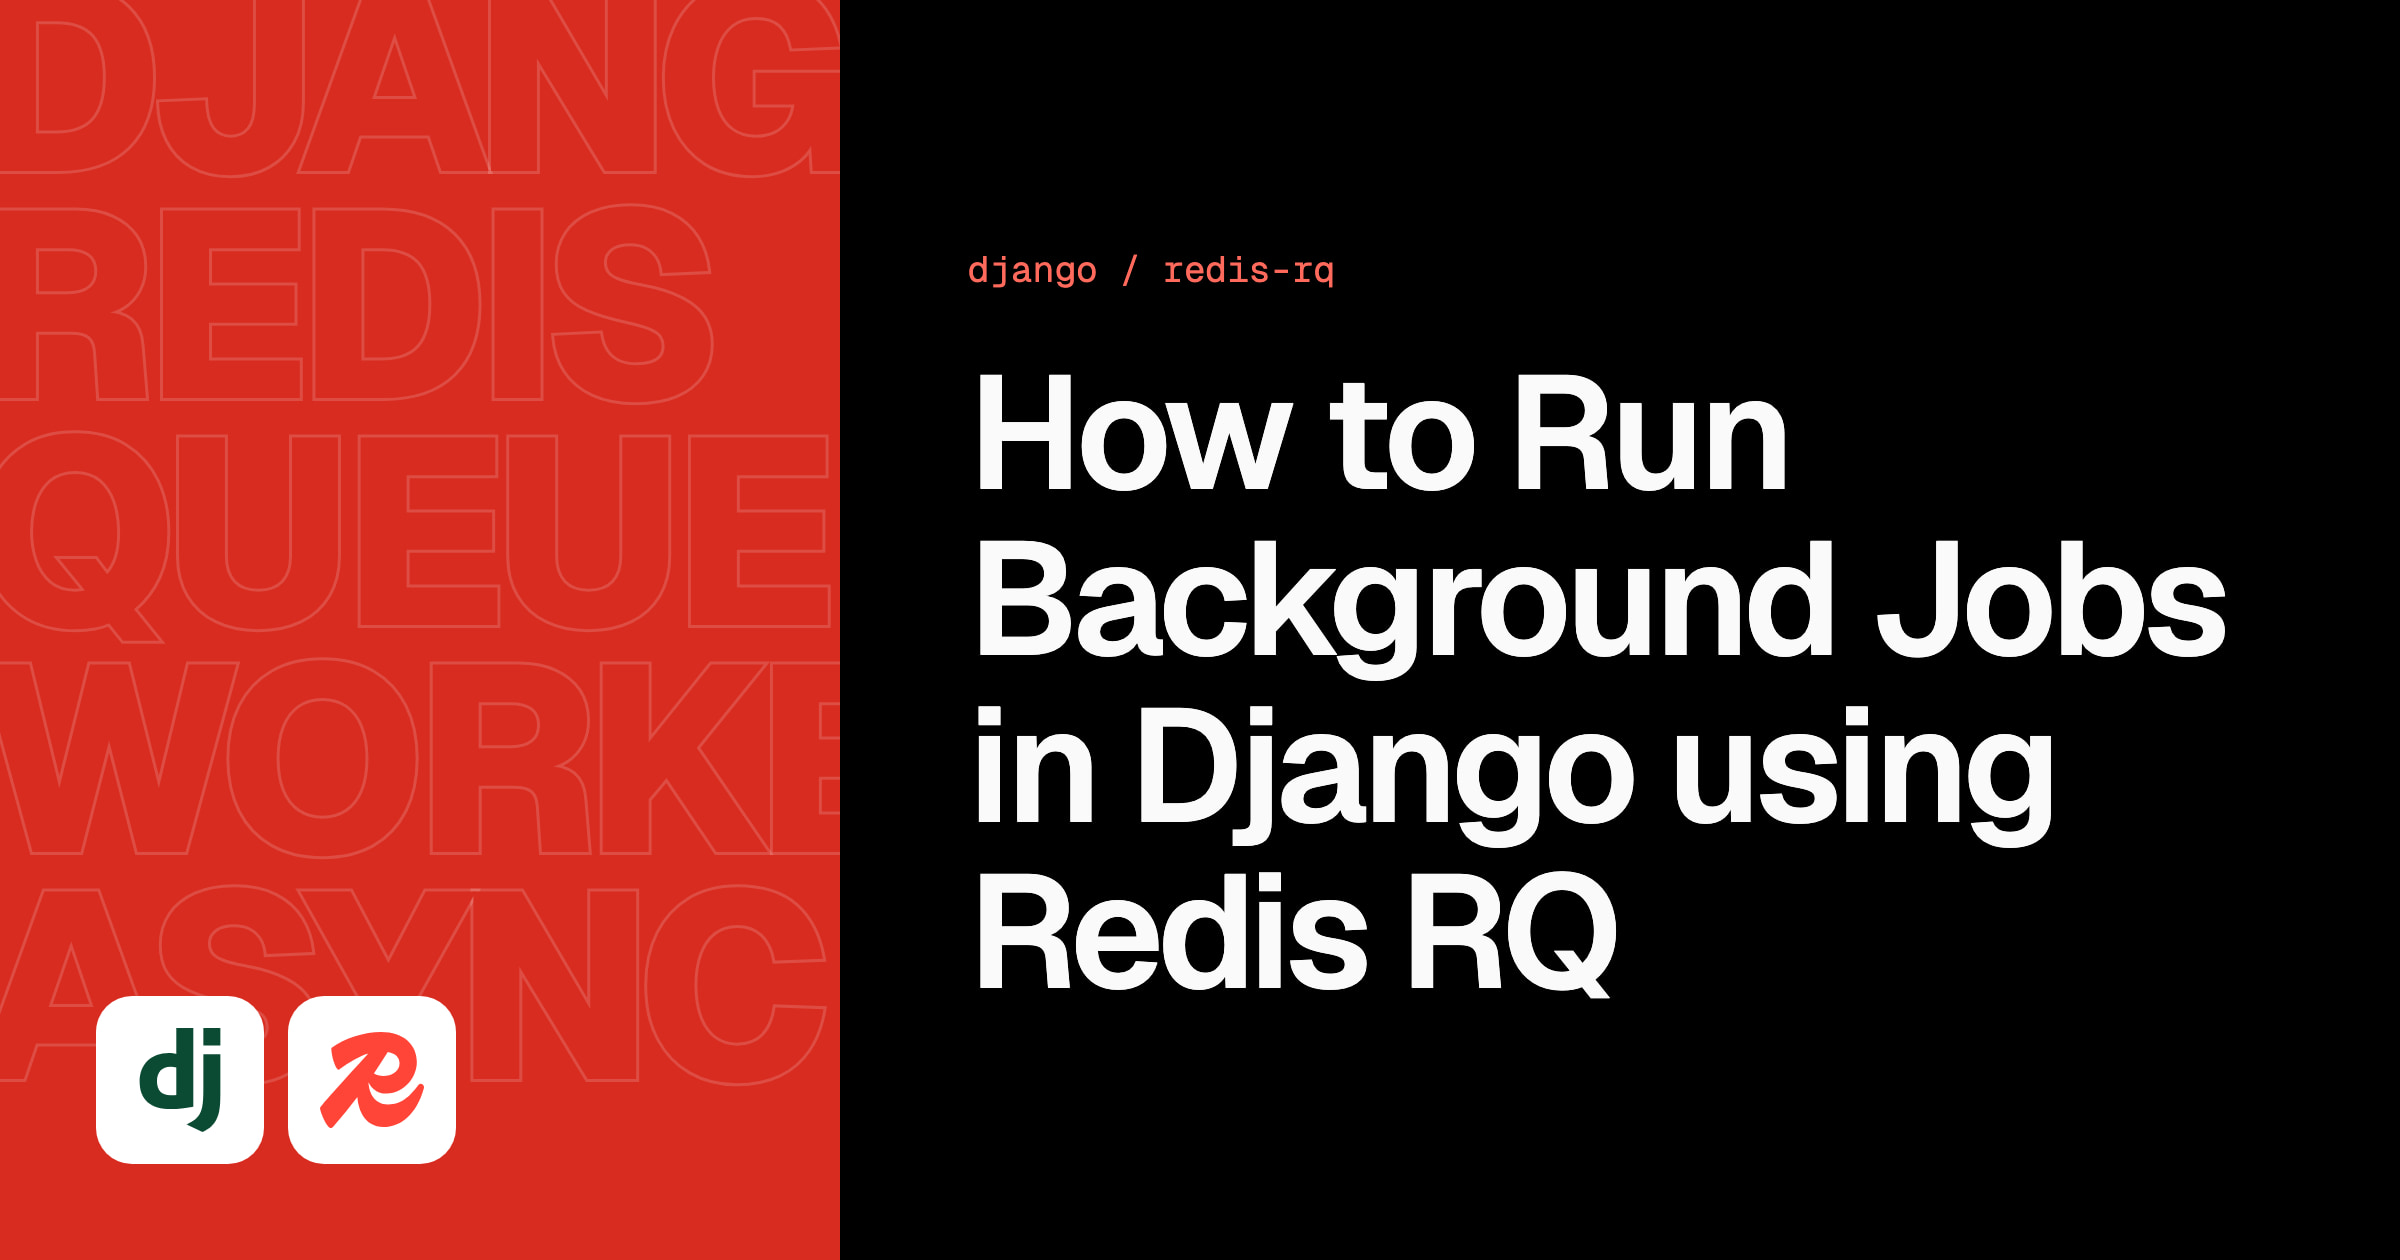 DJANG
REDIS
QUEUE
WORKE
ASYNC
dj
R
django / redis-rq
How to Run
Background Jobs
in Django using
Redis RQ